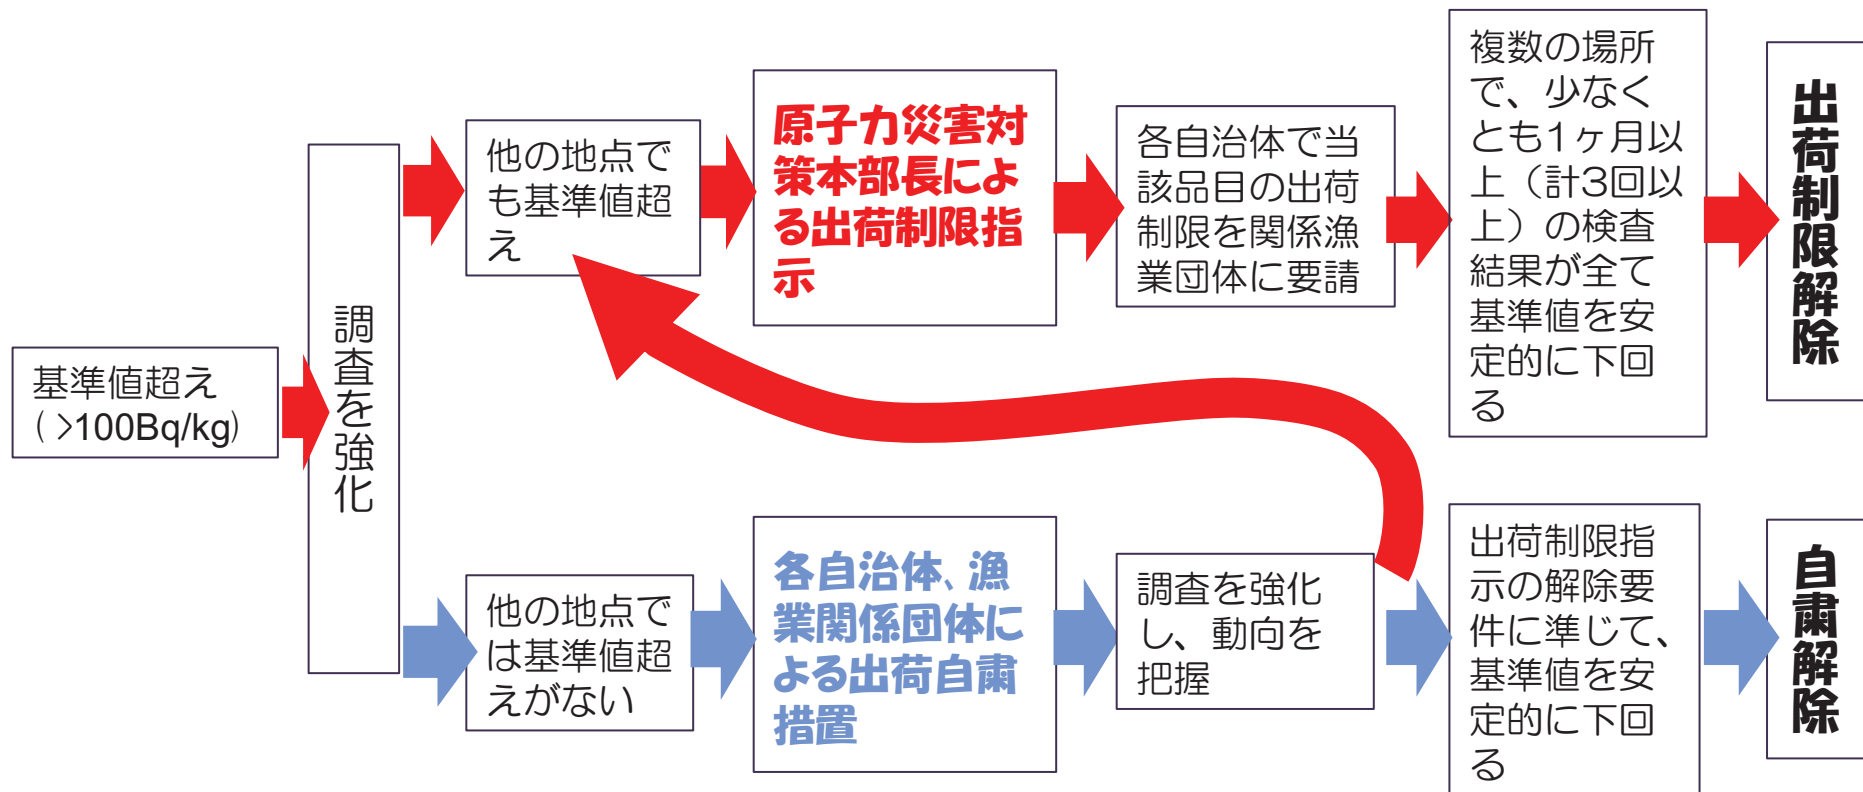 基準値超え
(>100Bq/kg)
調査を強化
他の地点で
も基準値超
え
原子力災害対
策本部長によ
る出荷制限指
示
各自治体で当
該品目の出荷
制限を関係漁
業団体に要請
複数の場所
で、少なく
とも1ヶ月以
上（計3回以
上）の検査
結果が全て
基準値を安
定的に下回
る
出荷制限解除
他の地点で
は基準値超
えがない
各自治体、漁
業関係団体に
よる出荷自粛
措置
調査を強化
し、動向を
把握
出荷制限指
示の解除要
件に準じて、
基準値を安
定的に下回
る
自粛解除